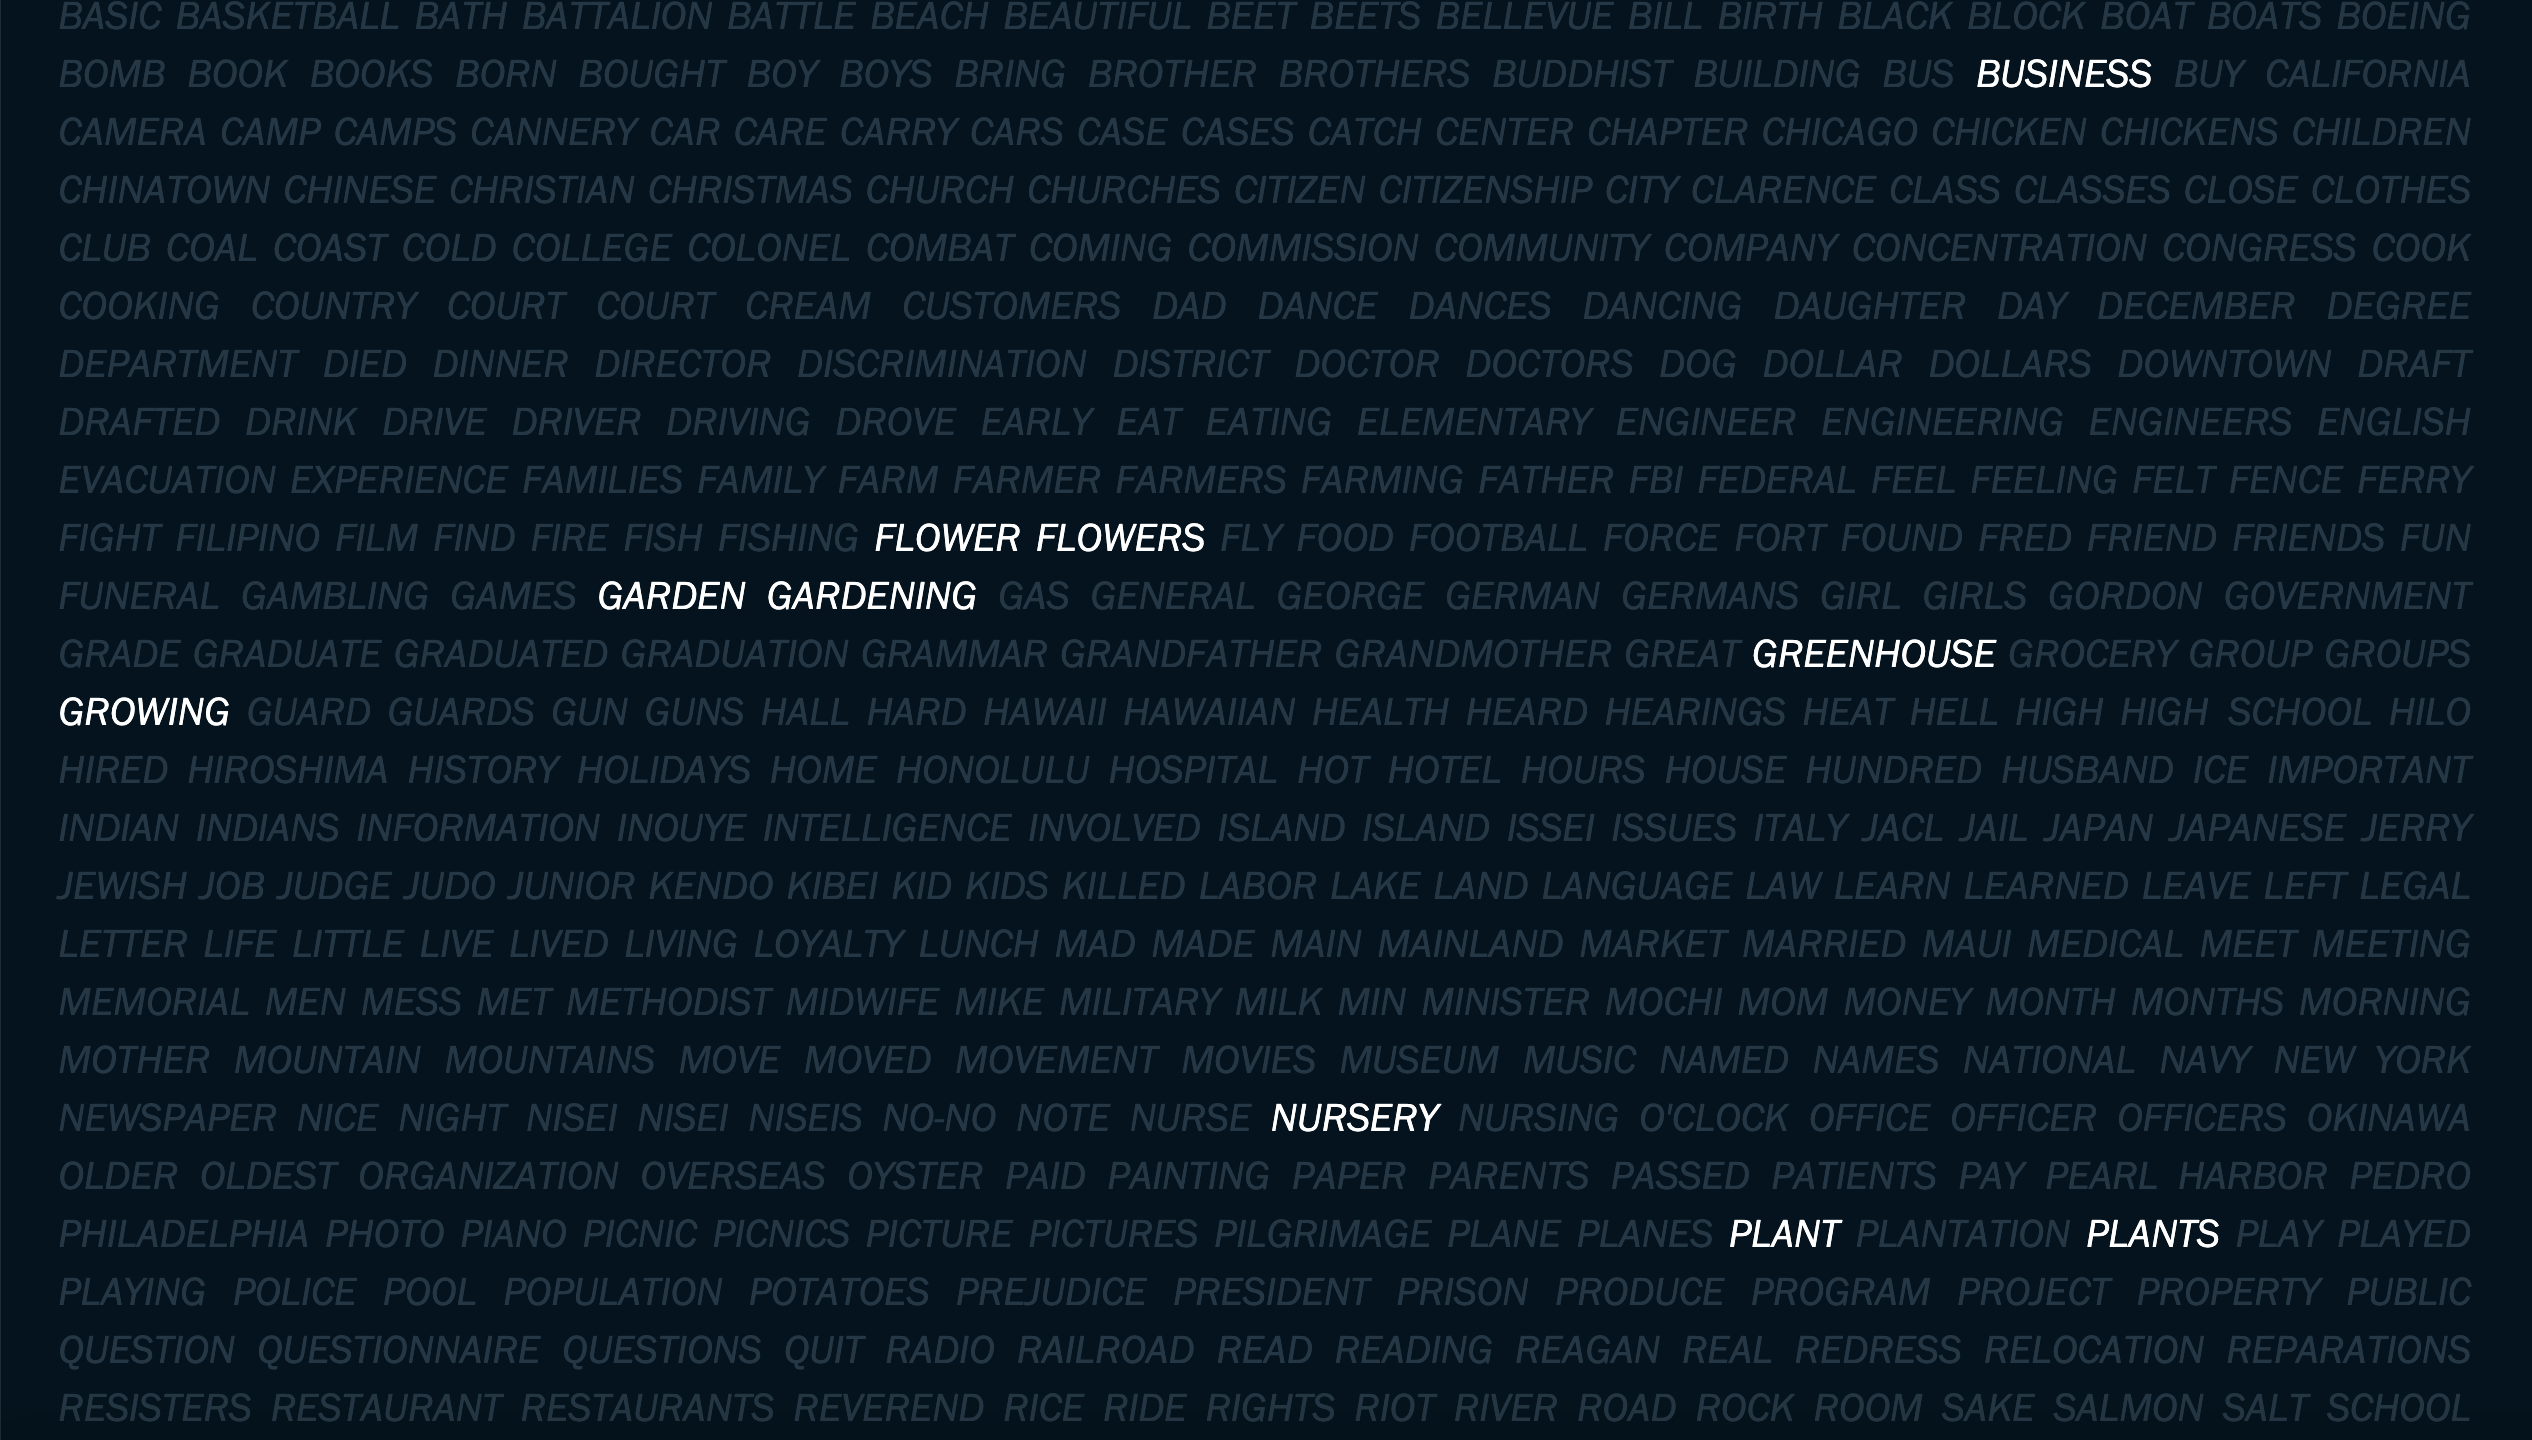 BASIC BASKETBALL BATH BATTALION BATTLE BEACH BEAUTIFUL BEET BEETS BELLEVUE BILL BIRTH BLACK BLOCK BOAT BOATS BOEING
BOMB BOOK BOOKS BORN BOUGHT BOY BOYS BRING BROTHER BROTHERS BUDDHIST BUILDING BUS BUSINESS BUY CALIFORNIA
CAMERA CAMP CAMPS CANNERY CAR CARE CARRY CARS CASE CASES CATCH CENTER CHAPTER CHICAGO CHICKEN CHICKENS CHILDREN
CHINATOWN CHINESE CHRISTIAN CHRISTMAS CHURCH CHURCHES CITIZEN CITIZENSHIP CITY CLARENCE CLASS CLASSES CLOSE CLOTHES
CLUB COAL COAST COLD COLLEGE COLONEL COMBAT COMING COMMISSION COMMUNITY COMPANY CONCENTRATION CONGRESS COOK
COOKING COUNTRY COURT COURT CREAM CUSTOMERS DAD DANCE DANCES DANCING DAUGHTER DAY DECEMBER DEGREE
DEPARTMENT DIED DINNER DIRECTOR DISCRIMINATION DISTRICT DOCTOR DOCTORS DOG DOLLAR DOLLARS DOWNTOWN DRAFT
DRAFTED DRINK DRIVE DRIVER DRIVING DROVE EARLY EAT EATING ELEMENTARY ENGINEER ENGINEERING ENGINEERS ENGLISH
EVACUATION EXPERIENCE FAMILIES FAMILY FARM FARMER FARMERS FARMING FATHER FBI FEDERAL FEEL FEELING FELT FENCE FERRY
FIGHT FILIPINO FILM FIND FIRE FISH FISHING FLOWER FLOWERS FLY FOOD FOOTBALL FORCE FORT FOUND FRED FRIEND FRIENDS FUN
FUNERAL GAMBLING GAMES GARDEN GARDENING GAS GENERAL GEORGE GERMAN GERMANS GIRL GIRLS GORDON GOVERNMENT
GRADE GRADUATE GRADUATED GRADUATION GRAMMAR GRANDFATHER GRANDMOTHER GREAT GREENHOUSE GROCERY GROUP GROUPS
GROWING GUARD GUARDS GUN GUNS HALL HARD HAWAII HAWAIIAN HEALTH HEARD HEARINGS HEAT HELL HIGH HIGH SCHOOL HILO
HIRED HIROSHIMA HISTORY HOLIDAYS HOME HONOLULU HOSPITAL HOT HOTEL HOURS HOUSE HUNDRED HUSBAND ICE IMPORTANT
INDIAN INDIANS INFORMATION INOUYE INTELLIGENCE INVOLVED ISLAND ISLAND ISSEI ISSUES ITALY JACL JAIL JAPAN JAPANESE JERRY
JEWISH JOB JUDGE JUDO JUNIOR KENDO KIBEI KID KIDS KILLED LABOR LAKE LAND LANGUAGE LAW LEARN LEARNED LEAVE LEFT LEGAL
LETTER LIFE LITTLE LIVE LIVED LIVING LOYALTY LUNCH MAD MADE MAIN MAINLAND MARKET MARRIED MAUI MEDICAL MEET MEETING
MEMORIAL MEN MESS MET METHODIST MIDWIFE MIKE MILITARY MILK MIN MINISTER MOCHI MOM MONEY MONTH MONTHS MORNING
MOTHER MOUNTAIN MOUNTAINS MOVE MOVED MOVEMENT MOVIES MUSEUM MUSIC NAMED NAMES NATIONAL NAVY NEW YORK
NEWSPAPER NICE NIGHT NISEI NISEI NISEIS NO-NO NOTE NURSE NURSERY NURSING O'CLOCK OFFICE OFFICER OFFICERS OKINAWA
OLDER OLDEST ORGANIZATION OVERSEAS OYSTER PAID PAINTING PAPER PARENTS PASSED PATIENTS PAY PEARL HARBOR PEDRO
PHILADELPHIA PHOTO PIANO PICNIC PICNICS PICTURE PICTURES PILGRIMAGE PLANE PLANES PLANT PLANTATION PLANTS PLAY PLAYED
PLAYING POLICE POOL POPULATION POTATOES PREJUDICE PRESIDENT PRISON PRODUCE PROGRAM PROJECT PROPERTY PUBLIC
QUESTION QUESTIONNAIRE QUESTIONS QUIT RADIO RAILROAD READ READING REAGAN REAL REDRESS RELOCATION REPARATIONS
RESISTERS RESTAURANT RESTAURANTS REVEREND RICE RIDE RIGHTS RIOT RIVER ROAD ROCK ROOM SAKE SALMON SALT SCHOOL